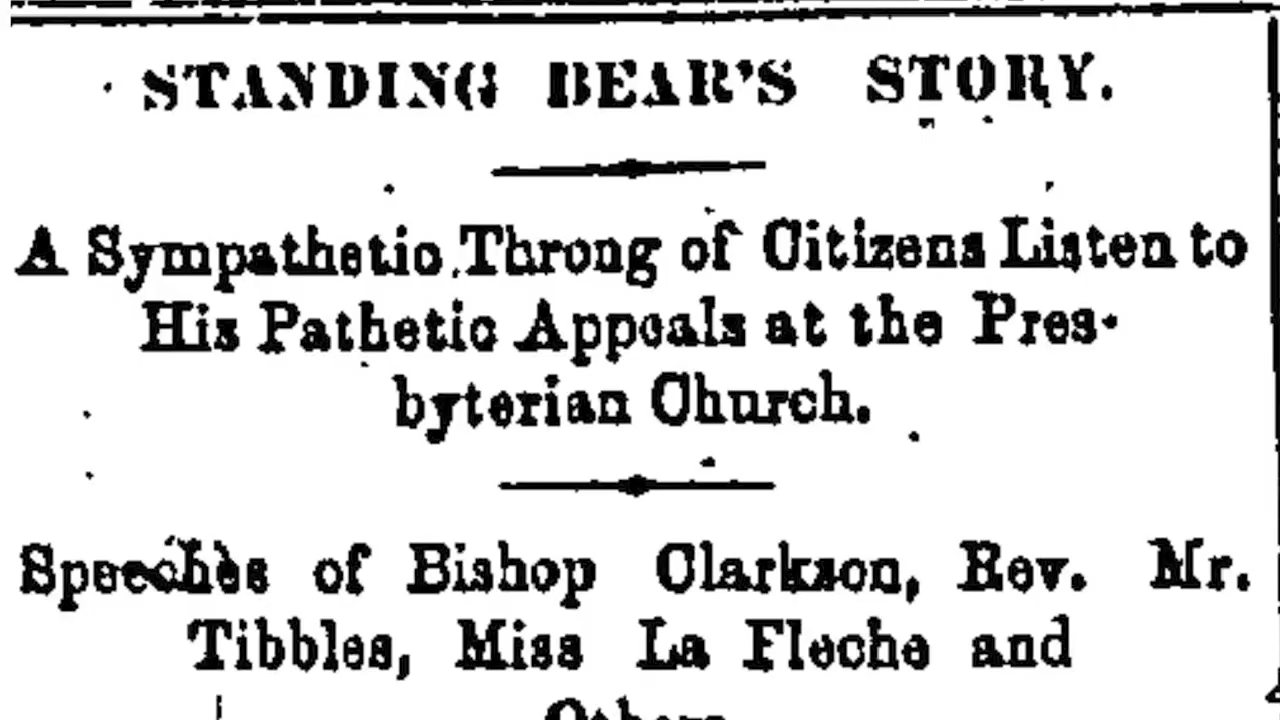 STANDING BEAR'S STORY.
A Sympathetic Throng of Citizens Listen to
His Pathetic Appeals at the Pres-
byterian Church.
Speeches of Bishop Clarkson, Rev. Mr.
Tibbles, Miss La Fleche and
Others.